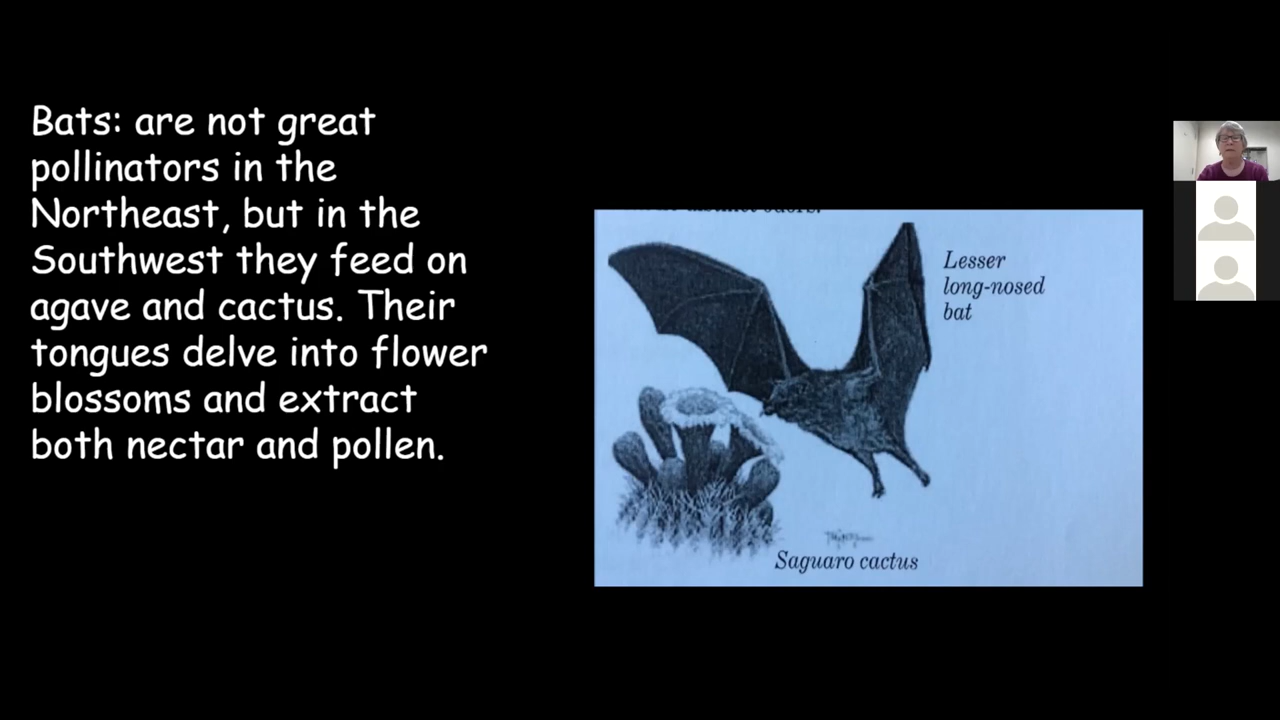 Bats: are not great
pollinators in the
Northeast, but in the
Southwest they feed on
agave and cactus. Their
tongues delve into flower
blossoms and extract
both nectar and pollen.
Lesser
long-nosed
bat
Saguaro cactus